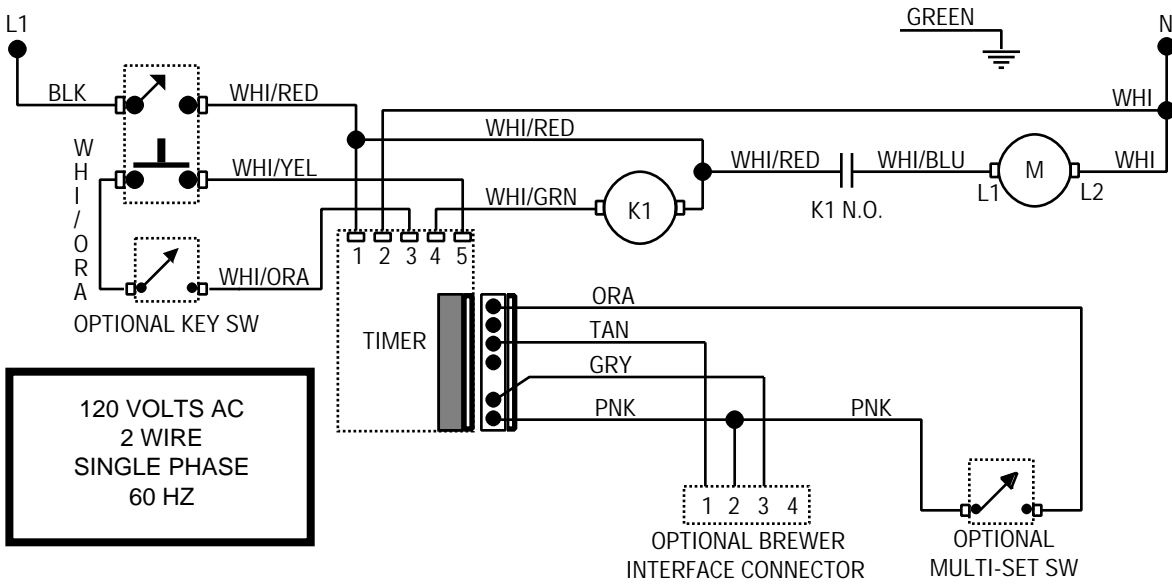 L1
GREEN
N
BLK
WHI/RED
WHI
WHI/RED
WHI/ORA
WHI/YEL
WHI/RED
WHI/BLU
WHI
M
L1
L2
WHI/GRN
K1
K1 N.O.
1 2 3 4 5
WHI/ORA
OPTIONAL KEY SW
TIMER
ORA
TAN
GRY
PNK
PNK
120 VOLTS AC
2 WIRE
SINGLE PHASE
60 HZ
1 2 3 4
OPTIONAL BREWER
INTERFACE CONNECTOR
OPTIONAL
MULTI-SET SW